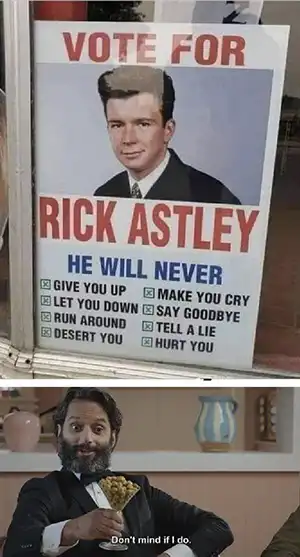 VOTE FOR
RICK ASTLEY
HE WILL NEVER
GIVE YOU UP
LET YOU DOWN
RUN AROUND
DESERT YOU
MAKE YOU CRY
SAY GOODBYE
TELL A LIE
HURT YOU
Don't mind if I do.